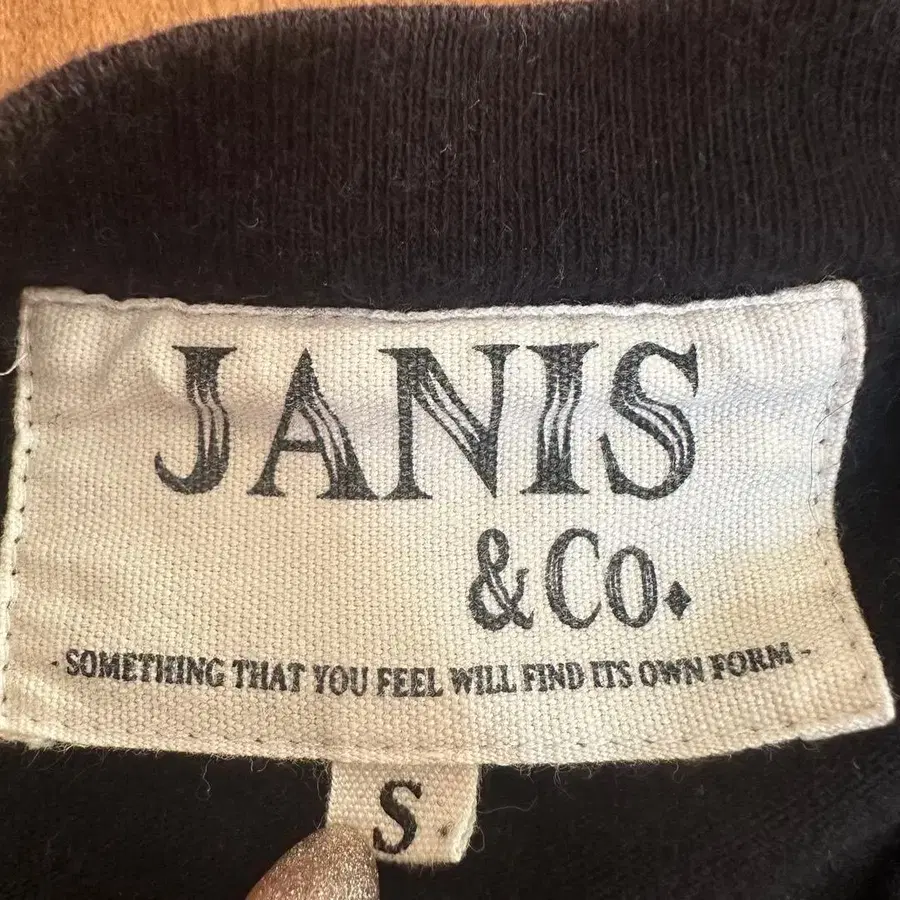 JANIS
& Co.
- SOMETHING THAT YOU FEEL WILL FIND ITS OWN FORM -
S